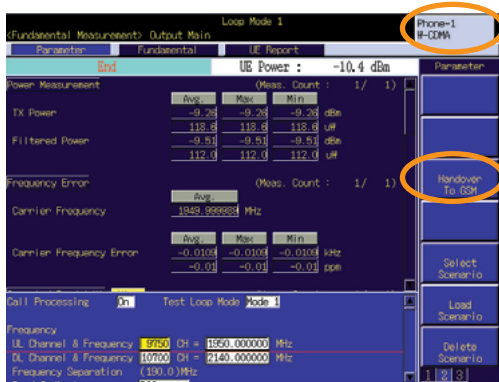 Loop Mode 1
Phone-1
<Fundamental Measurement> Output Main
W-CDMA
Parameter Fundamental UE Report
End UE Power : -10.4 dBm Parameter
Power Measurement (Meas. Count : 1/ 1)
Avg. Max Min
TX Power -9.26 -9.26 -9.26 dBm
118.6 118.6 118.6 uW
Filtered Power -9.51 -9.51 -9.51 dBm
112.0 112.0 112.0 uW
Frequency Error (Meas. Count : 1/ 1)
Handover
To GSM
Avg.
Carrier Frequency 1949.999989 MHz
Avg. Max Min
Carrier Frequency Error -0.0109 -0.0109 -0.0109 kHz
-0.01 -0.01 -0.01 ppm
Select
Scenario
Call Processing On Test Loop Mode Mode 1
Load
Scenario
Frequency
UL Channel & Frequency 9750 CH = 1950.000000 MHz
DL Channel & Frequency 10700 CH = 2140.000000 MHz
Delete
Scenario
Frequency Separation (190.0)MHz
1 2 3